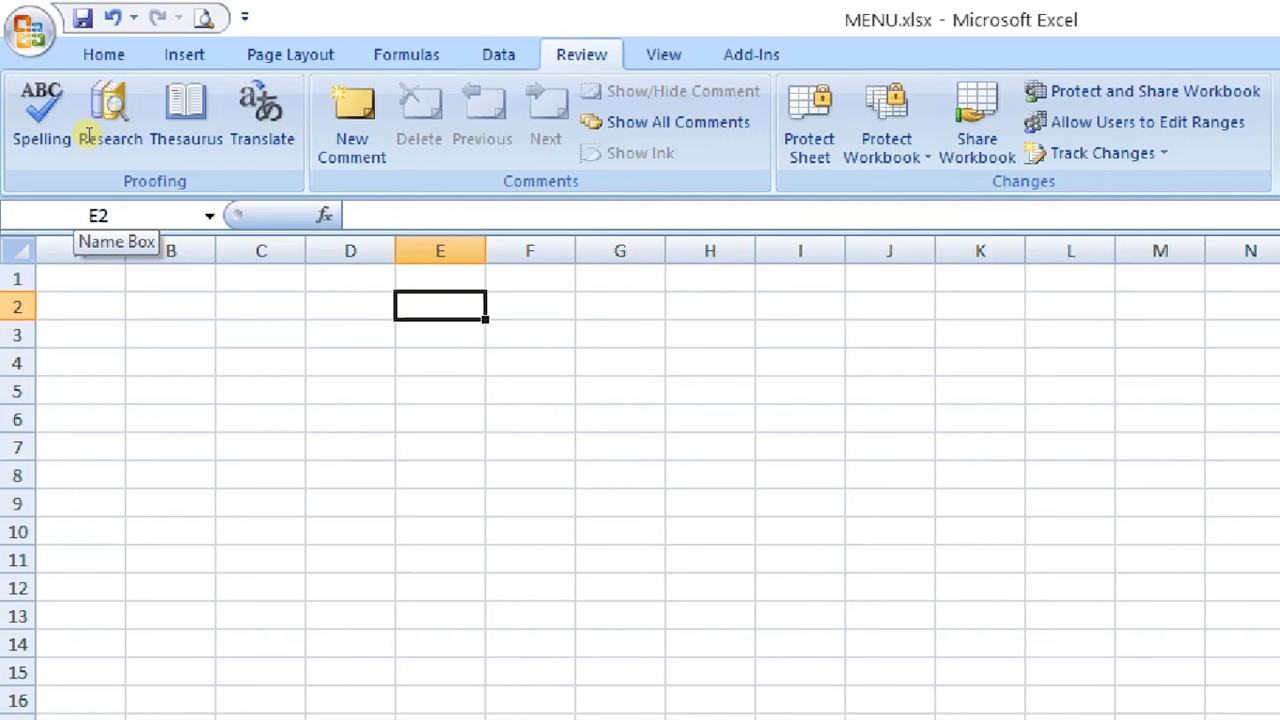 MENU.xlsx - Microsoft Excel
Home Insert Page Layout Formulas Data Review View Add-Ins
ABC
Spelling Research Thesaurus Translate
Proofing
New Comment Delete Previous Next
Show/Hide Comment
Show All Comments
Show Ink
Comments
Protect Sheet Protect Workbook Share Workbook
Protect and Share Workbook
Allow Users to Edit Ranges
Track Changes
Changes
E2 fx
Name Box
B C D E F G H I J K L M N
1
2
3
4
5
6
7
8
9
10
11
12
13
14
15
16